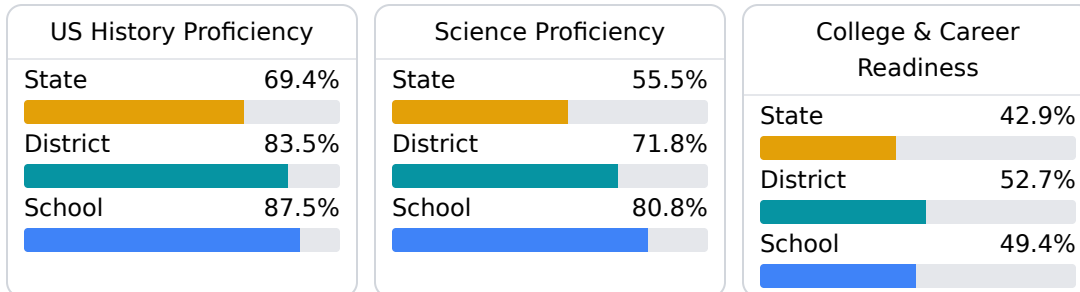 US History Proficiency
State 69.4%
District 83.5%
School 87.5%
Science Proficiency
State 55.5%
District 71.8%
School 80.8%
College & Career
Readiness
State 42.9%
District 52.7%
School 49.4%